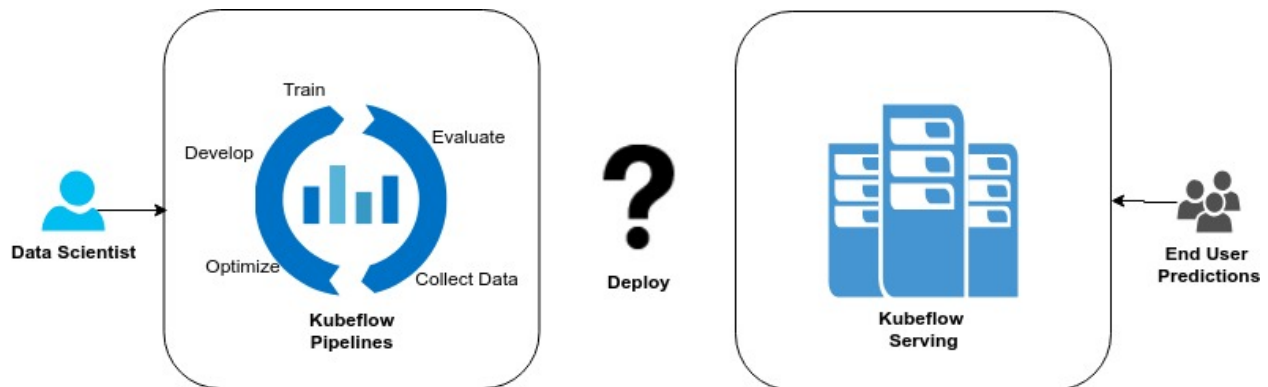 Train
Evaluate
Develop
Data Scientist
Optimize
Collect Data
Kubeflow
Pipelines
Deploy
Kubeflow
Serving
End User
Predictions